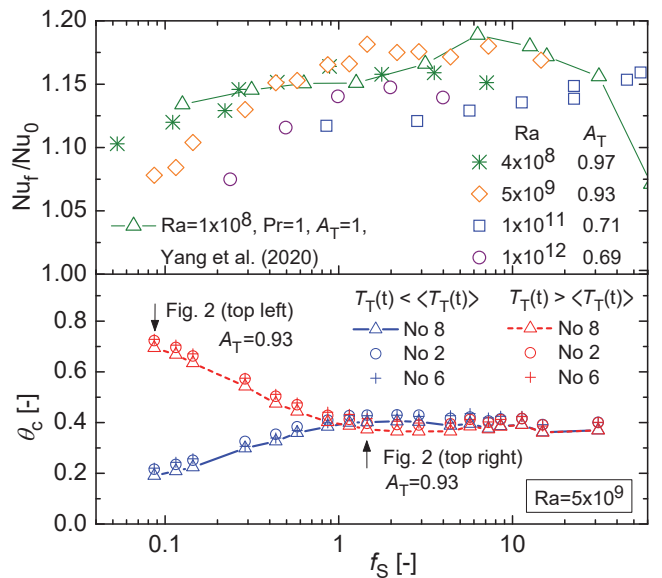 1.20
1.15
1.10
1.05
1.00
Nu_f/Nu_0
Ra A_T
4x10^8 0.97
5x10^9 0.93
1x10^11 0.71
1x10^12 0.69
Ra=1x10^8, Pr=1, A_T=1,
Yang et al. (2020)
0.8
0.6
0.4
0.2
0.0
θ_c [-]
Fig. 2 (top left)
A_T=0.93
T_T(t) < ⟨T_T(t)⟩ T_T(t) > ⟨T_T(t)⟩
No 8 No 8
No 2 No 2
No 6 No 6
Fig. 2 (top right)
A_T=0.93
Ra=5x10^9
0.1 1 10
f_S [-]